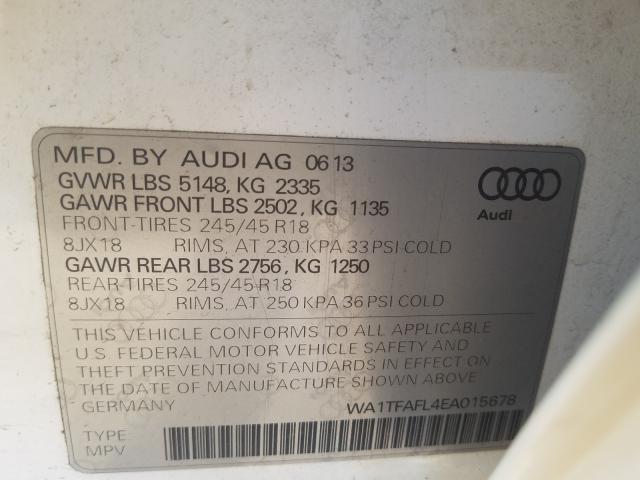 MFD. BY AUDI AG 06 13
GVWR LBS 5148, KG 2335
GAWR FRONT LBS 2502, KG 1135
FRONT-TIRES 245/45 R18
8JX18 RIMS, AT 230 KPA 33 PSI COLD
GAWR REAR LBS 2756, KG 1250
REAR-TIRES 245/45 R18
8JX18 RIMS, AT 250 KPA 36 PSI COLD
Audi
THIS VEHICLE CONFORMS TO ALL APPLICABLE
U.S. FEDERAL MOTOR VEHICLE SAFETY AND
THEFT PREVENTION STANDARDS IN EFFECT ON
THE DATE OF MANUFACTURE SHOWN ABOVE
GERMANY WA1TFAFL4EA015678
TYPE
MPV